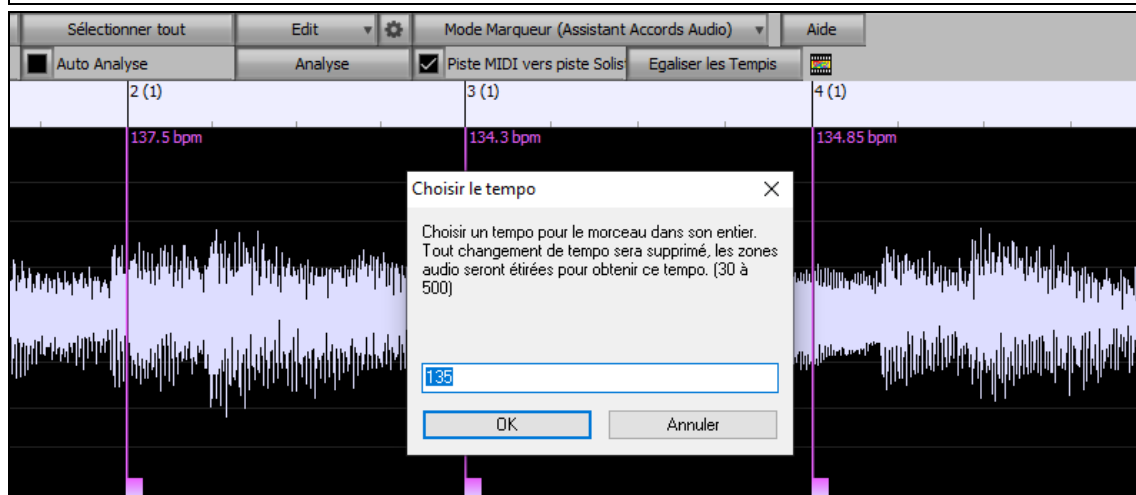 Sélectionner tout Edit Mode Marqueur (Assistant Accords Audio) Aide
Auto Analyse Analyse Piste MIDI vers piste Solis Egaliser les Tempis
2 (1) 3 (1) 4 (1)
137.5 bpm 134.3 bpm 134.85 bpm
Choisir le tempo
Choisir un tempo pour le morceau dans son entier.
Tout changement de tempo sera supprimé, les zones
audio seront étirées pour obtenir ce tempo. (30 à
500)
135
OK Annuler